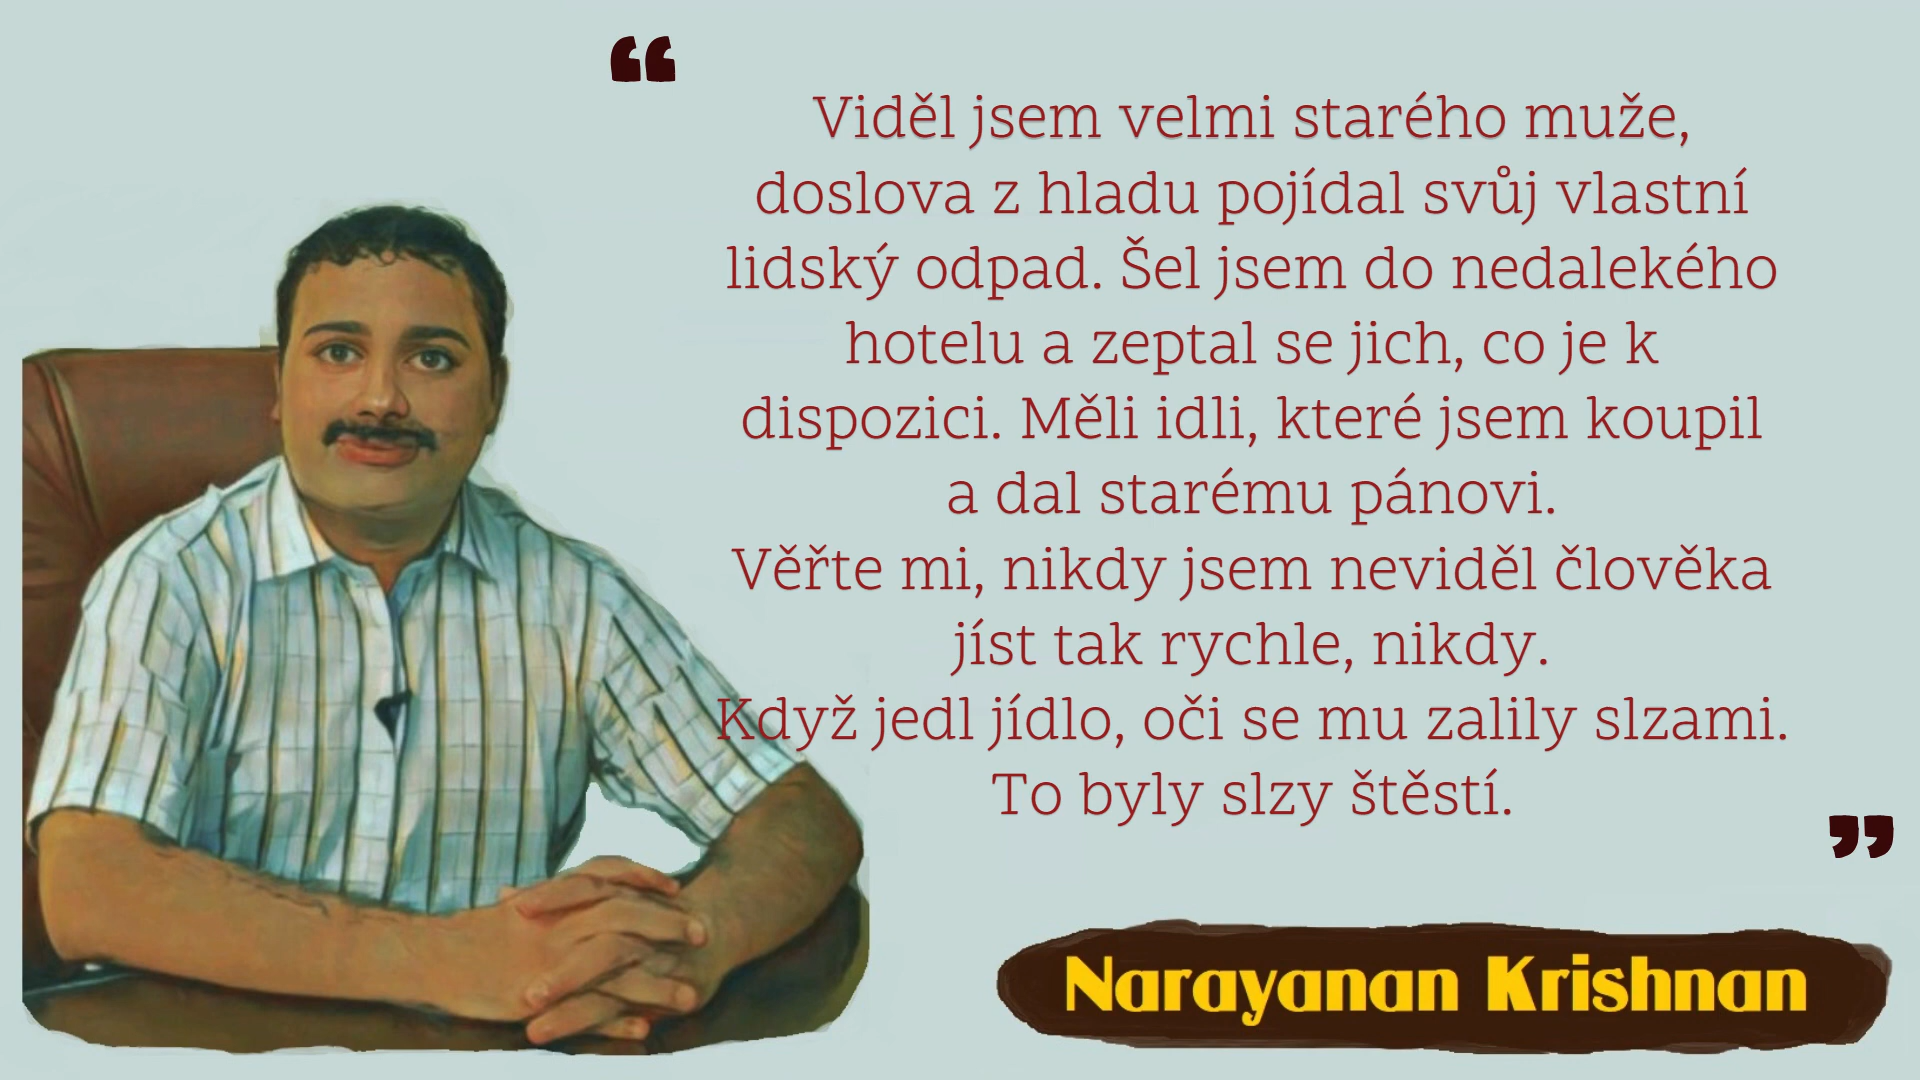 “
Viděl jsem velmi starého muže,
doslova z hladu pojídal svůj vlastní
lidský odpad. Šel jsem do nedalekého
hotelu a zeptal se jich, co je k
dispozici. Měli idli, které jsem koupil
a dal starému pánovi.
Věřte mi, nikdy jsem neviděl člověka
jíst tak rychle, nikdy.
Když jedl jídlo, oči se mu zalily slzami.
To byly slzy štěstí.
”
Narayanan Krishnan